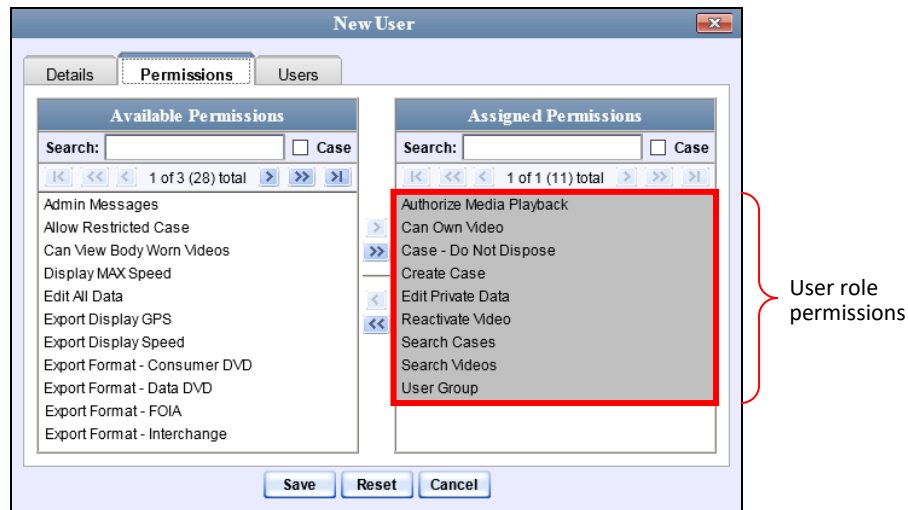 New User
Details Permissions Users
Available Permissions
Search: Case
1 of 3 (28) total
Admin Messages
Allow Restricted Case
Can View Body Worn Videos
Display MAX Speed
Edit All Data
Export Display GPS
Export Display Speed
Export Format - Consumer DVD
Export Format - Data DVD
Export Format - FOIA
Export Format - Interchange
Assigned Permissions
Search: Case
1 of 1 (11) total
Authorize Media Playback
Can Own Video
Case - Do Not Dispose
Create Case
Edit Private Data
Reactivate Video
Search Cases
Search Videos
User Group
User role
permissions
Save Reset Cancel